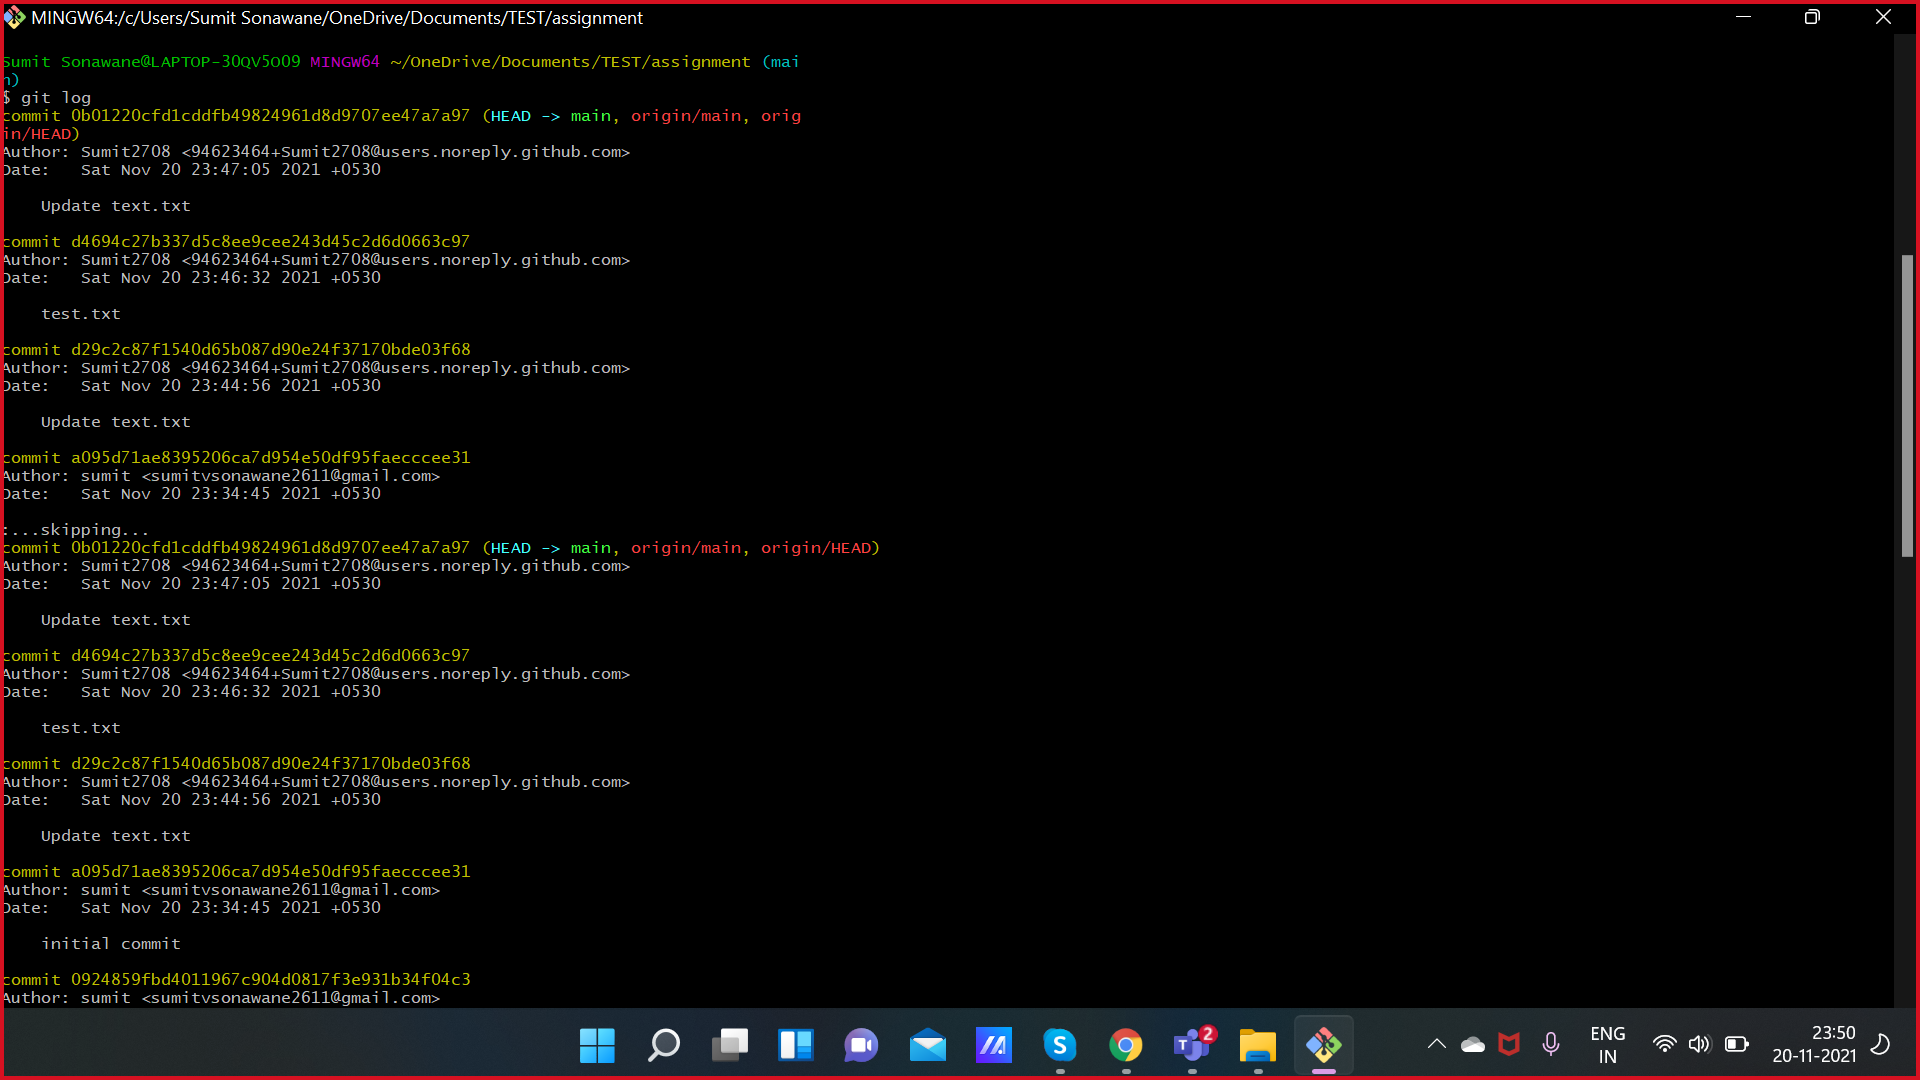 MINGW64:/c/Users/Sumit Sonawane/OneDrive/Documents/TEST/assignment
Sumit Sonawane@LAPTOP-3OQV5OO9 MINGW64 ~/OneDrive/Documents/TEST/assignment (mai
n)
$ git log
commit 0b01220cfd1cddfb49824961d8d9707ee47a7a97 (HEAD -> main, origin/main, orig
in/HEAD)
Author: Sumit2708 <94623464+Sumit2708@users.noreply.github.com>
Date:   Sat Nov 20 23:47:05 2021 +0530
Update text.txt
commit d4694c27b337d5c8ee9cee243d45c2d6d0663c97
Author: Sumit2708 <94623464+Sumit2708@users.noreply.github.com>
Date:   Sat Nov 20 23:46:32 2021 +0530
test.txt
commit d29c2c87f1540d65b087d90e24f37170bde03f68
Author: Sumit2708 <94623464+Sumit2708@users.noreply.github.com>
Date:   Sat Nov 20 23:44:56 2021 +0530
Update text.txt
commit a095d71ae8395206ca7d954e50df95faecccee31
Author: sumit <sumitvsonawane2611@gmail.com>
Date:   Sat Nov 20 23:34:45 2021 +0530
:...skipping...
commit 0b01220cfd1cddfb49824961d8d9707ee47a7a97 (HEAD -> main, origin/main, origin/HEAD)
Author: Sumit2708 <94623464+Sumit2708@users.noreply.github.com>
Date:   Sat Nov 20 23:47:05 2021 +0530
Update text.txt
commit d4694c27b337d5c8ee9cee243d45c2d6d0663c97
Author: Sumit2708 <94623464+Sumit2708@users.noreply.github.com>
Date:   Sat Nov 20 23:46:32 2021 +0530
test.txt
commit d29c2c87f1540d65b087d90e24f37170bde03f68
Author: Sumit2708 <94623464+Sumit2708@users.noreply.github.com>
Date:   Sat Nov 20 23:44:56 2021 +0530
Update text.txt
commit a095d71ae8395206ca7d954e50df95faecccee31
Author: sumit <sumitvsonawane2611@gmail.com>
Date:   Sat Nov 20 23:34:45 2021 +0530
initial commit
commit 0924859fbd4011967c904d0817f3e931b34f04c3
Author: sumit <sumitvsonawane2611@gmail.com>
S
T
2
ENG
IN
23:50
20-11-2021